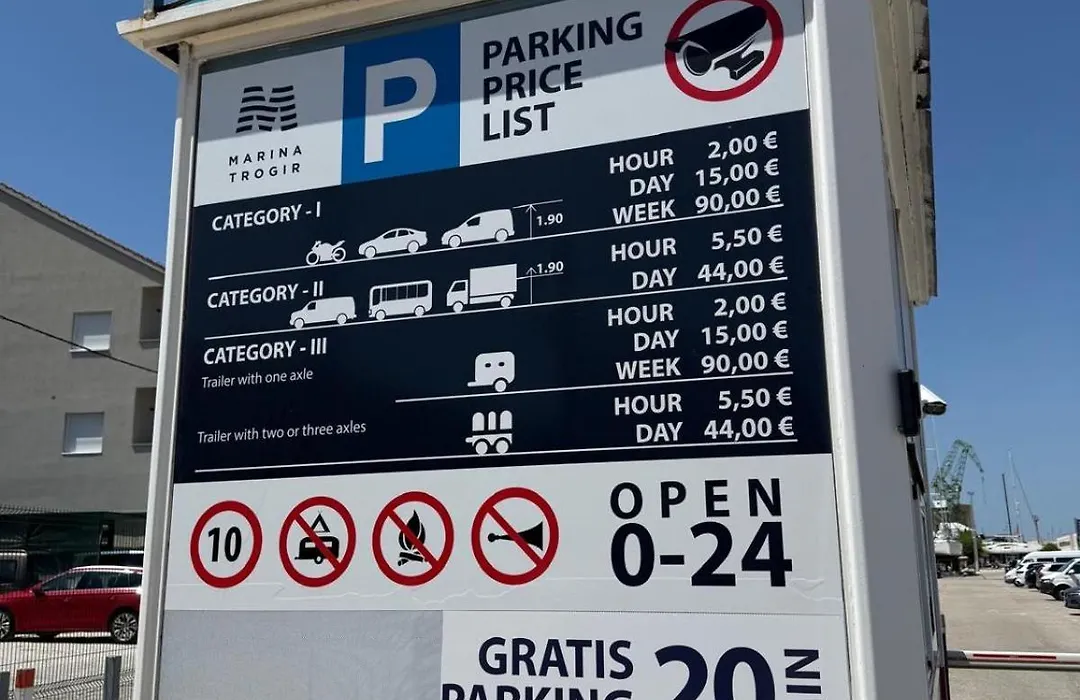 MARINA
TROGIR
P
PARKING
PRICE
LIST
CATEGORY - I
1.90
HOUR 2,00 €
DAY 15,00 €
WEEK 90,00 €
CATEGORY - II
1.90
HOUR 5,50 €
DAY 44,00 €
CATEGORY - III
Trailer with one axle
HOUR 2,00 €
DAY 15,00 €
WEEK 90,00 €
Trailer with two or three axles
HOUR 5,50 €
DAY 44,00 €
10
OPEN
0-24
GRATIS
PARKING
20
MIN